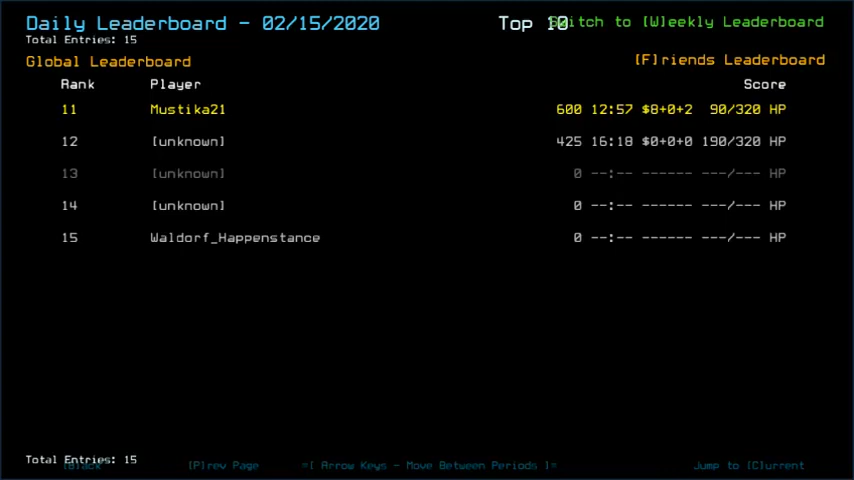 Daily Leaderboard - 02/15/2020 Top 10 Switch to [W]eekly Leaderboard
Total Entries: 15
Global Leaderboard [F]riends Leaderboard
Rank Player Score
11 Mustika21 600 12:57 $8+0+2 90/320 HP
12 [unknown] 425 16:18 $0+0+0 190/320 HP
13 [unknown] 0 --:-- ------ ---/--- HP
14 [unknown] 0 --:-- ------ ---/--- HP
15 Waldorf_Happenstance 0 --:-- ------ ---/--- HP
Total Entries: 15
[B]ack [P]rev Page =[ Arrow Keys - Move Between Periods ]= Jump to [C]urrent